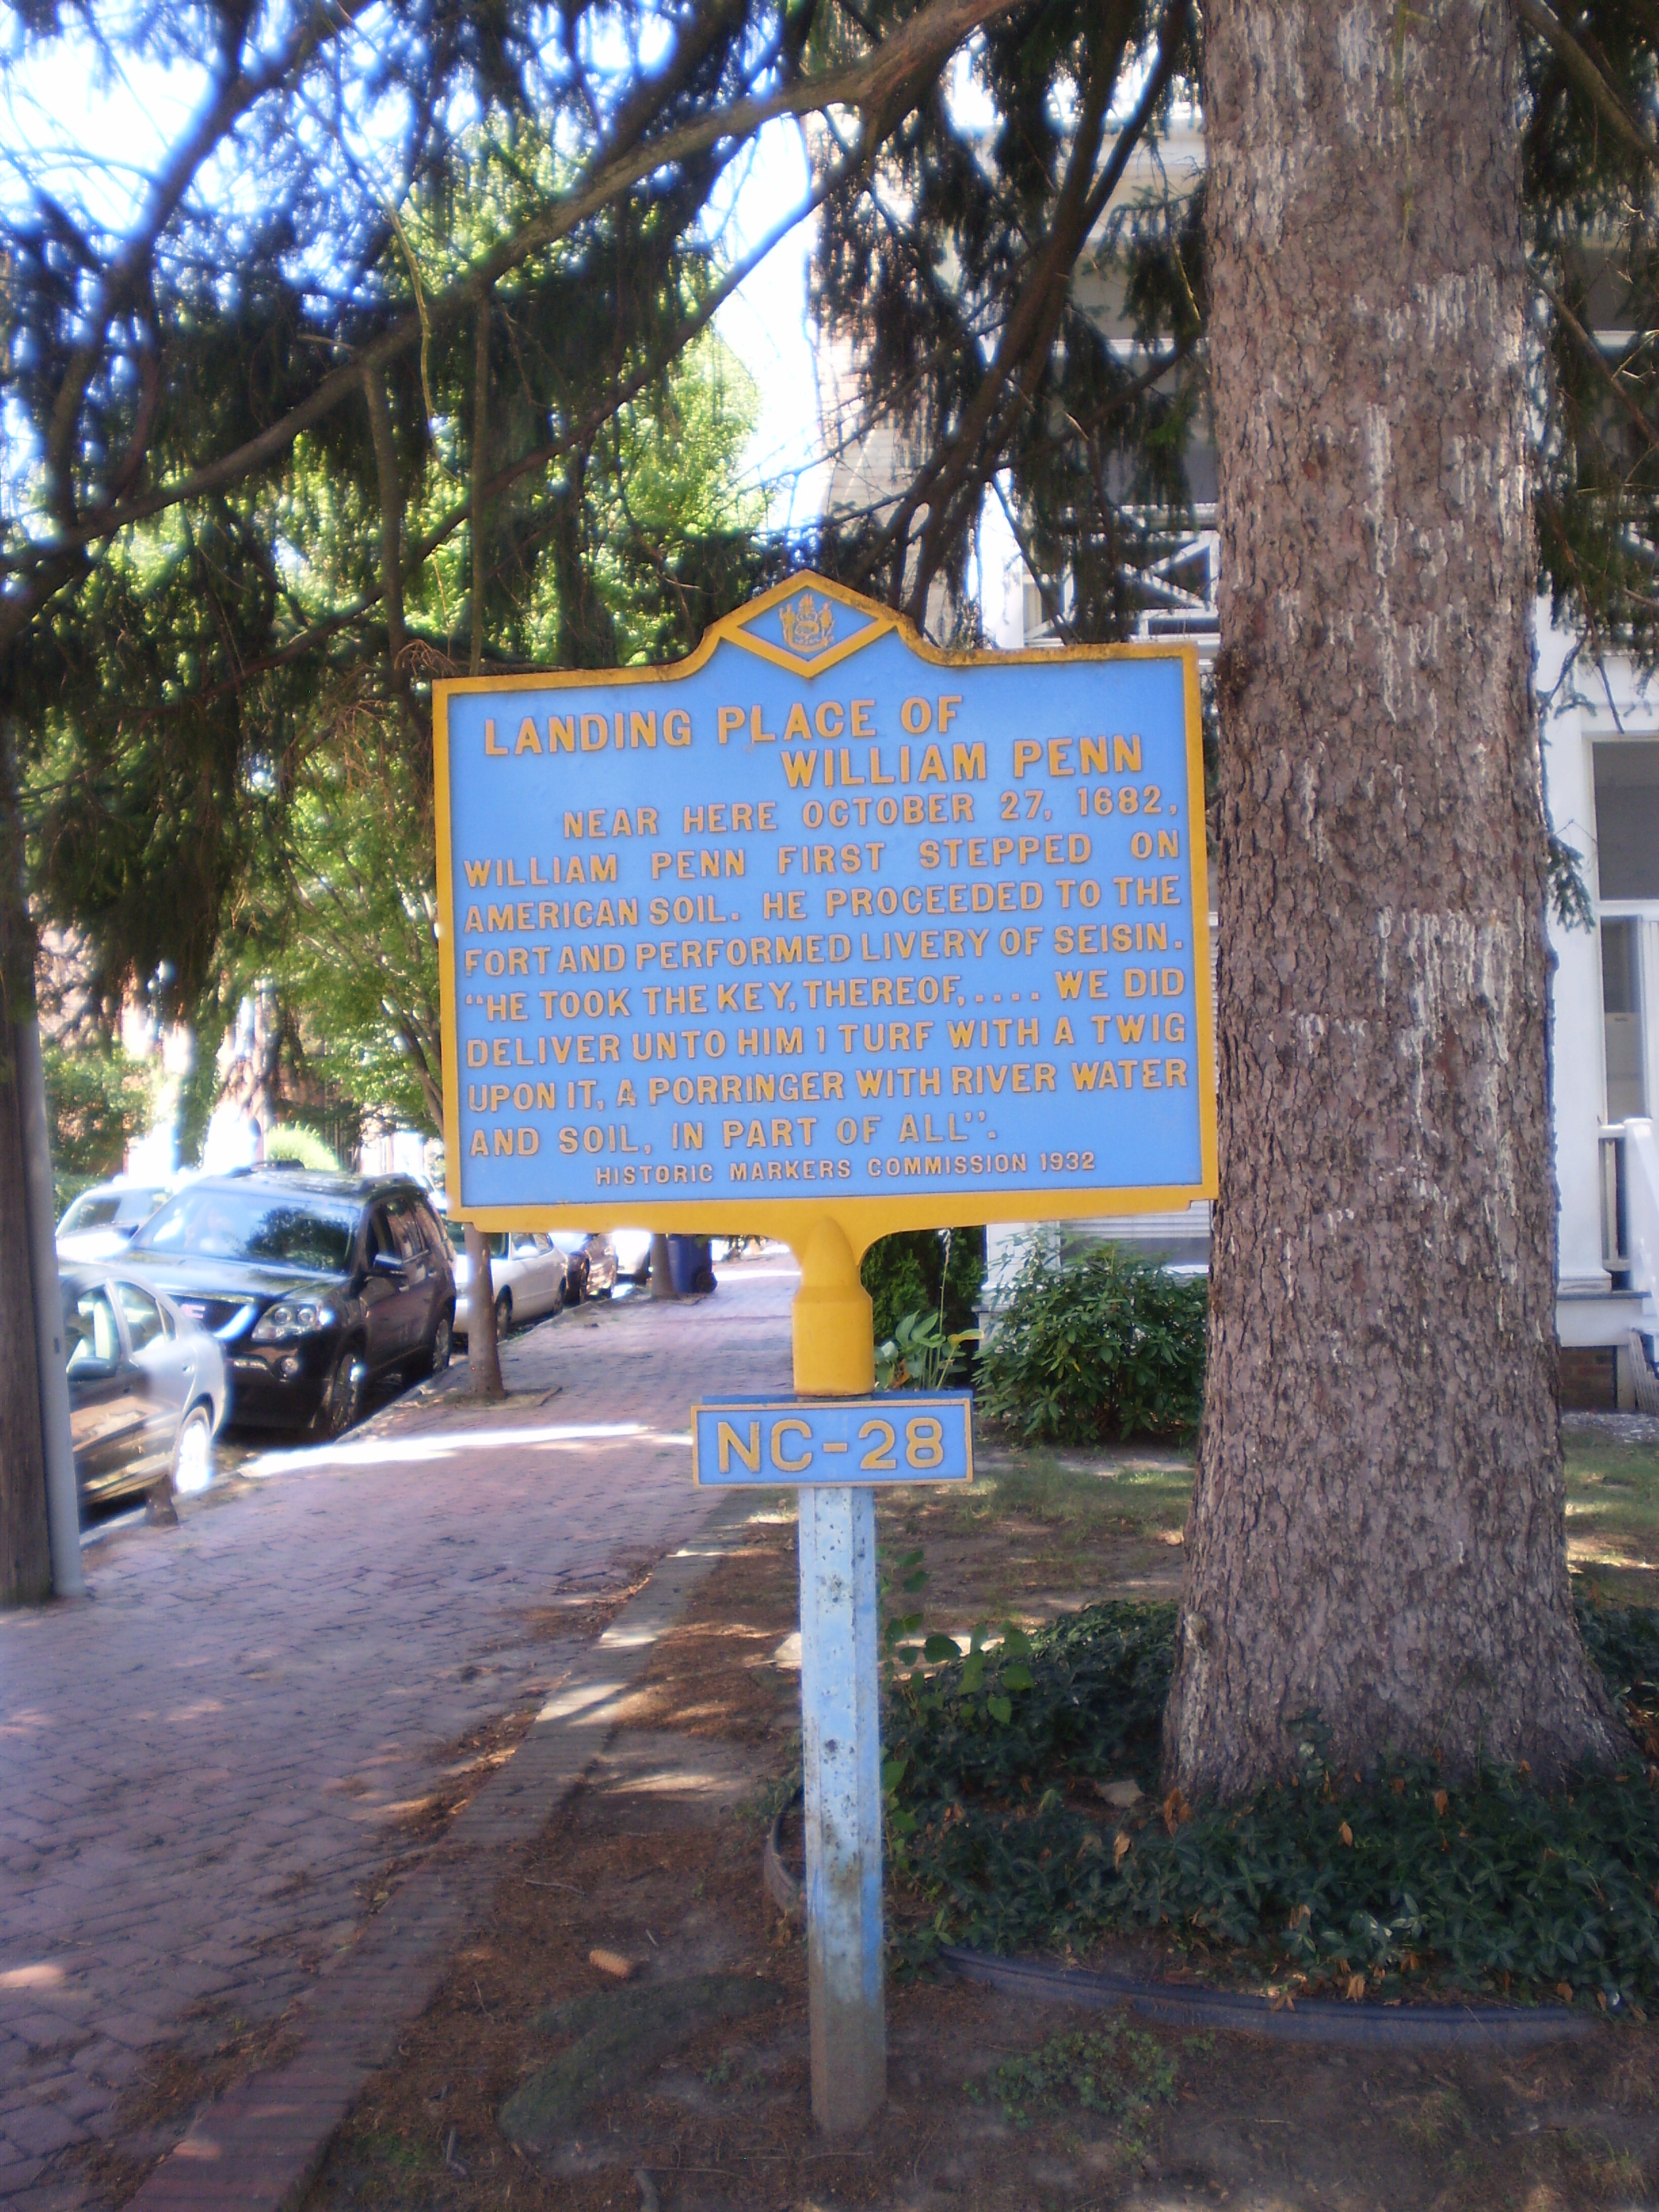 LANDING PLACE OF
WILLIAM PENN
NEAR HERE OCTOBER 27, 1682,
WILLIAM PENN FIRST STEPPED ON
AMERICAN SOIL. HE PROCEEDED TO THE
FORT AND PERFORMED LIVERY OF SEISIN.
"HE TOOK THE KEY, THEREOF,.... WE DID
DELIVER UNTO HIM 1 TURF WITH A TWIG
UPON IT, A PORRINGER WITH RIVER WATER
AND SOIL, IN PART OF ALL".
HISTORIC MARKERS COMMISSION 1932
NC-28